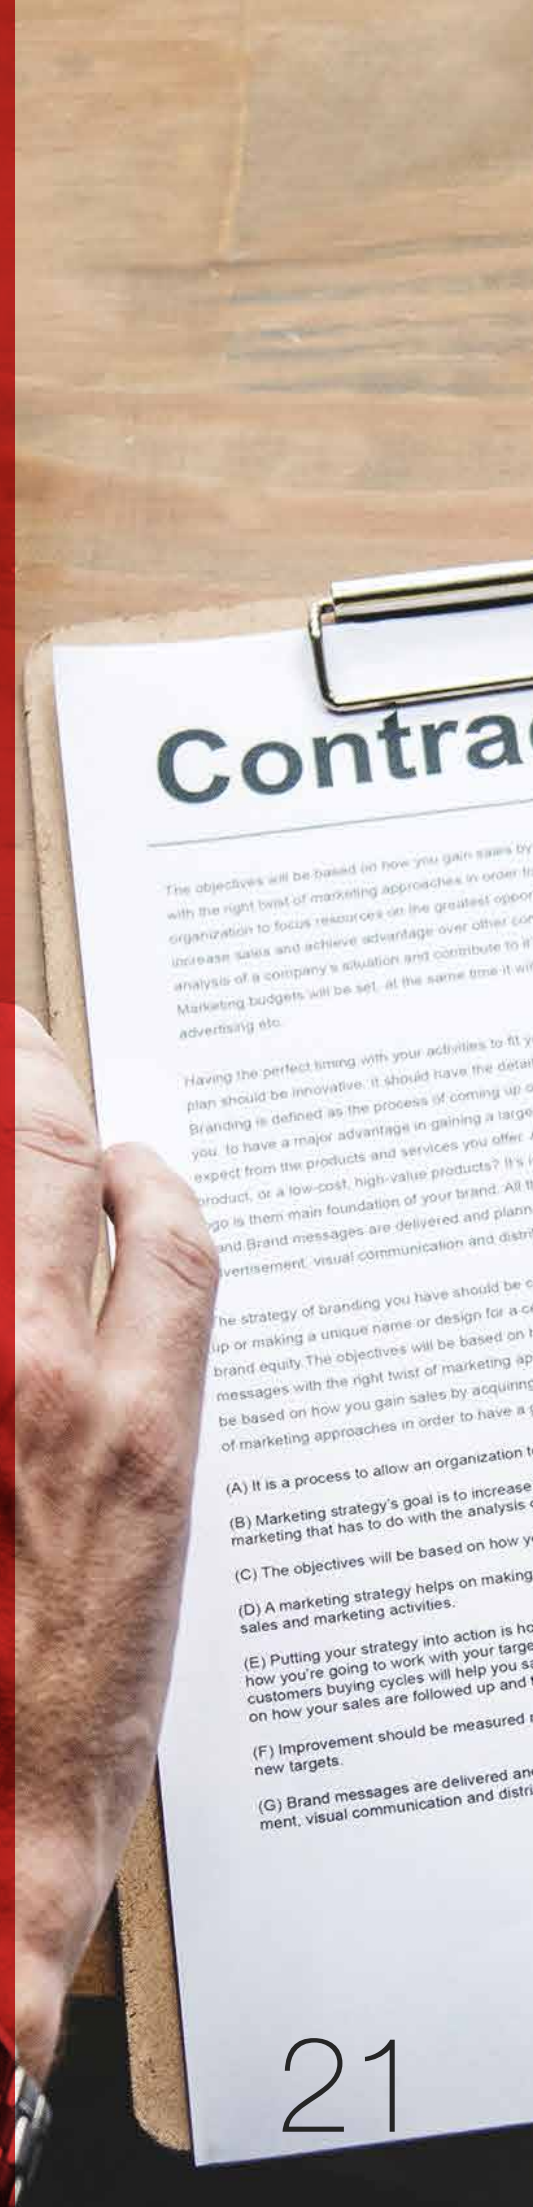 Contra
The objectives will be based on how you gain sales by
with the right twist of marketing approaches in order
organization to focus resources on the greatest oppor
increase sales and achieve advantage over other
analysis of a company's situation and contribute to
Marketing budgets will be set, at the same time it
advertising etc.
Having the perfect timing with your activities to fit
plan should be innovative, it should have the
Branding is defined as the process of coming up
you, to have a major advantage in gaining a large
expect from the products and services you offer.
product, or a low-cost, high-value products? It's
go is them main foundation of your brand. All
and Brand messages are delivered and plann
vertisement, visual communication and distri
he strategy of branding you have should be
up or making a unique name or design for a
brand equity.The objectives will be based on
messages with the right twist of marketing ap
be based on how you gain sales by acquiring
of marketing approaches in order to have a
(A) It is a process to allow an organization
(B) Marketing strategy's goal is to increase
marketing that has to do with the analysis
(C) The objectives will be based on how
(D) A marketing strategy helps on making
sales and marketing activities.
(E) Putting your strategy into action is
how you're going to work with your targe
customers buying cycles will help you
on how your sales are followed up and
(F) Improvement should be measured
new targets.
(G) Brand messages are delivered and
ment, visual communication and distri
21